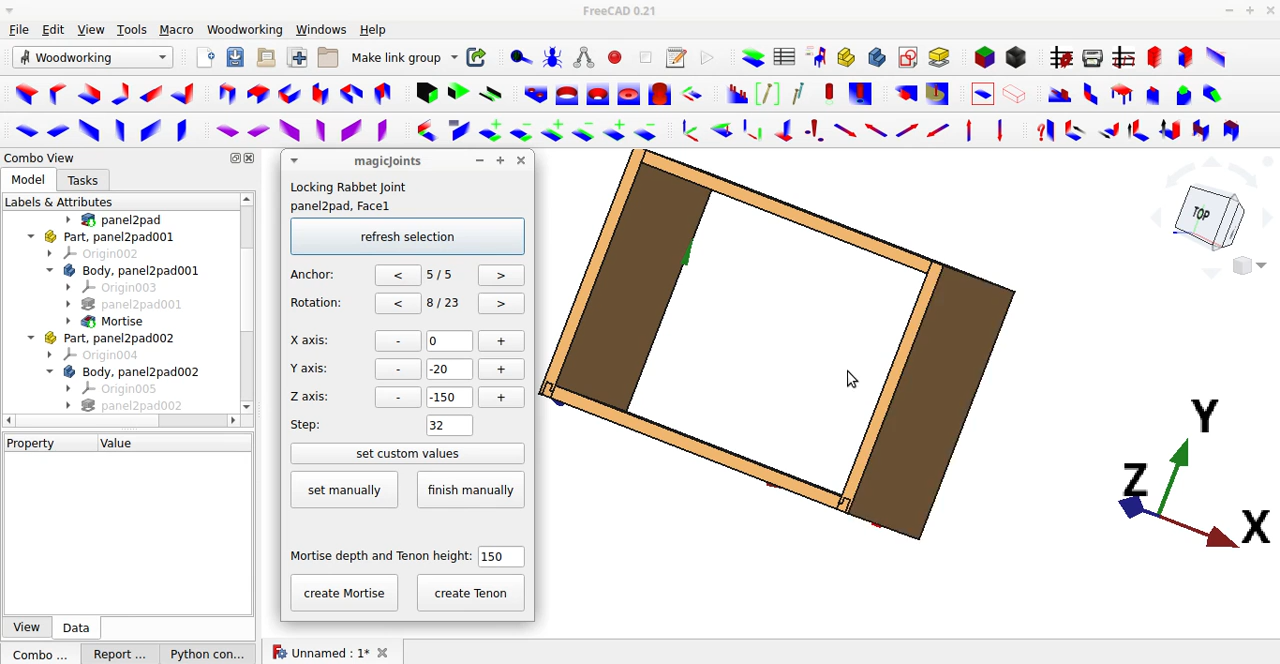 FreeCAD 0.21
File Edit View Tools Macro Woodworking Windows Help
Woodworking Make link group
Combo View
Model Tasks
Labels & Attributes
panel2pad
Part, panel2pad001
Origin002
Body, panel2pad001
Origin003
panel2pad001
Mortise
Part, panel2pad002
Origin004
Body, panel2pad002
Origin005
panel2pad002
Property Value
View Data
Combo ... Report ... Python con...
magicJoints
Locking Rabbet Joint
panel2pad, Face1
refresh selection
Anchor: < 5 / 5 >
Rotation: < 8 / 23 >
X axis: - 0 +
Y axis: - -20 +
Z axis: - -150 +
Step: 32
set custom values
set manually finish manually
Mortise depth and Tenon height: 150
create Mortise create Tenon
TOP
Y
Z
X
Unnamed : 1*